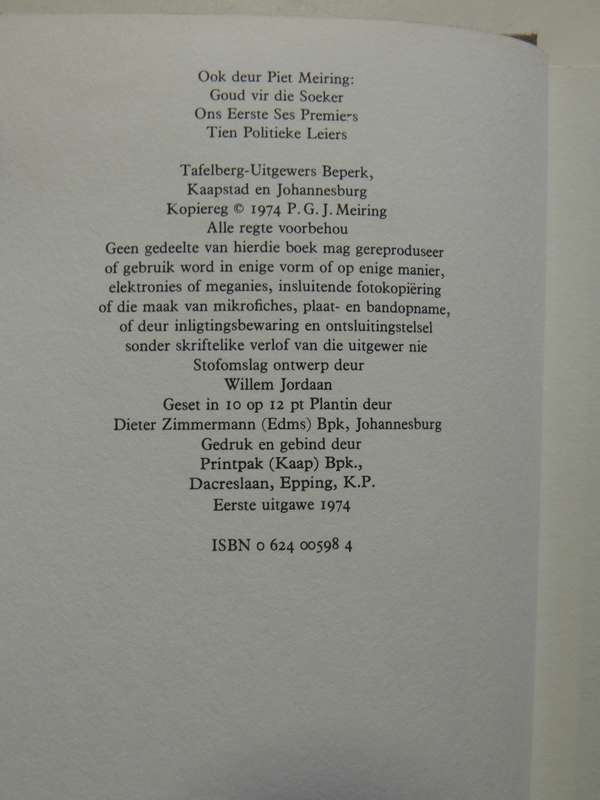 Ook deur Piet Meiring:
Goud vir die Soeker
Ons Eerste Ses Premiers
Tien Politieke Leiers
Tafelberg-Uitgewers Beperk,
Kaapstad en Johannesburg
Kopiereg © 1974 P. G. J. Meiring
Alle regte voorbehou
Geen gedeelte van hierdie boek mag gereproduseer
of gebruik word in enige vorm of op enige manier,
elektronies of meganies, insluitende fotokopiëring
of die maak van mikrofiches, plaat- en bandopname,
of deur inligtingsbewaring en ontsluitingstelsel
sonder skriftelike verlof van die uitgewer nie
Stofomslag ontwerp deur
Willem Jordaan
Geset in 10 op 12 pt Plantin deur
Dieter Zimmermann (Edms) Bpk, Johannesburg
Gedruk en gebind deur
Printpak (Kaap) Bpk.,
Dacreslaan, Epping, K.P.
Eerste uitgawe 1974
ISBN 0 624 00598 4